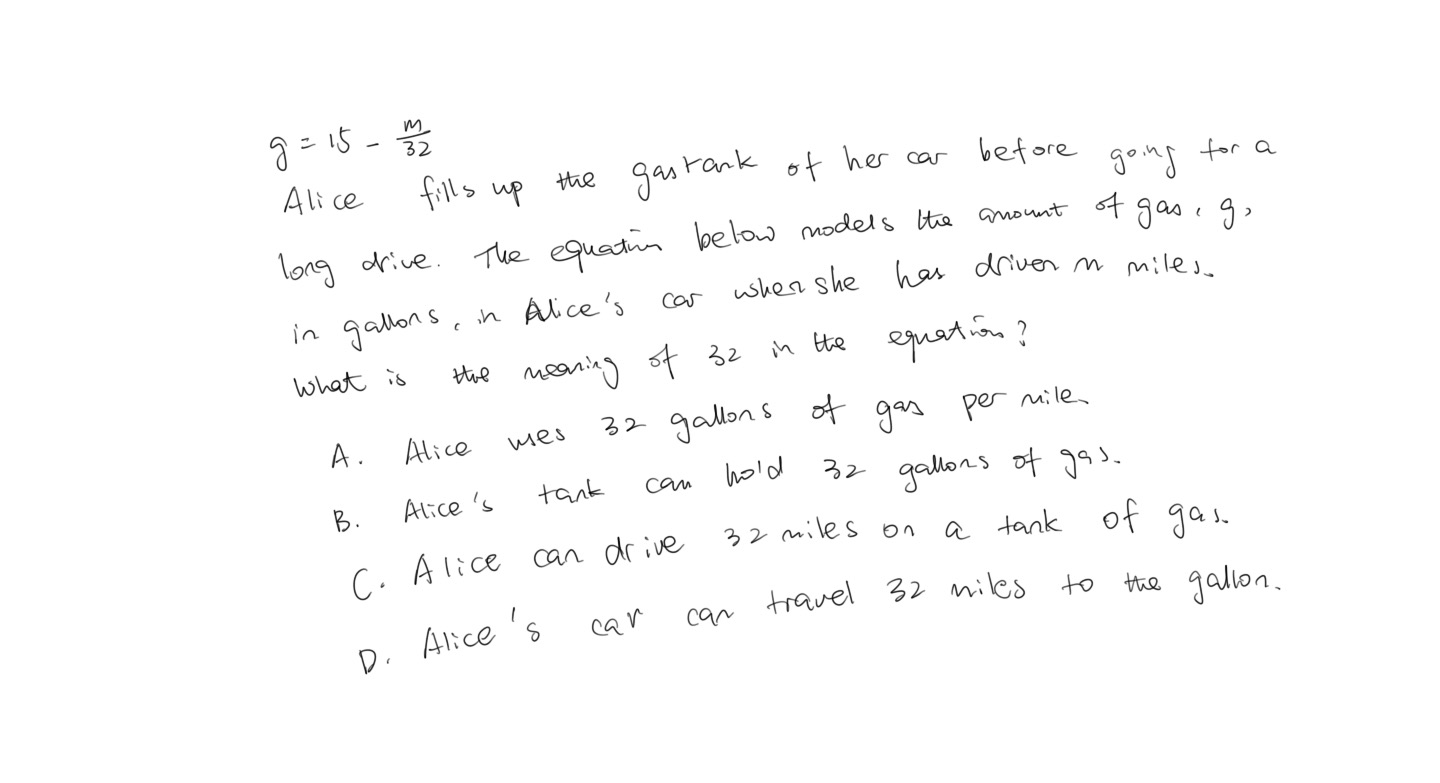 g = 15 - m/32
Alice fills up the gas tank of her car before going for a
long drive. The equation below models the amount of gas, g,
in gallons, in Alice's car when she has driven m miles.
What is the meaning of 32 in the equation?
A. Alice uses 32 gallons of gas per mile.
B. Alice's tank can hold 32 gallons of gas.
C. Alice can drive 32 miles on a tank of gas.
D. Alice's car can travel 32 miles to the gallon.